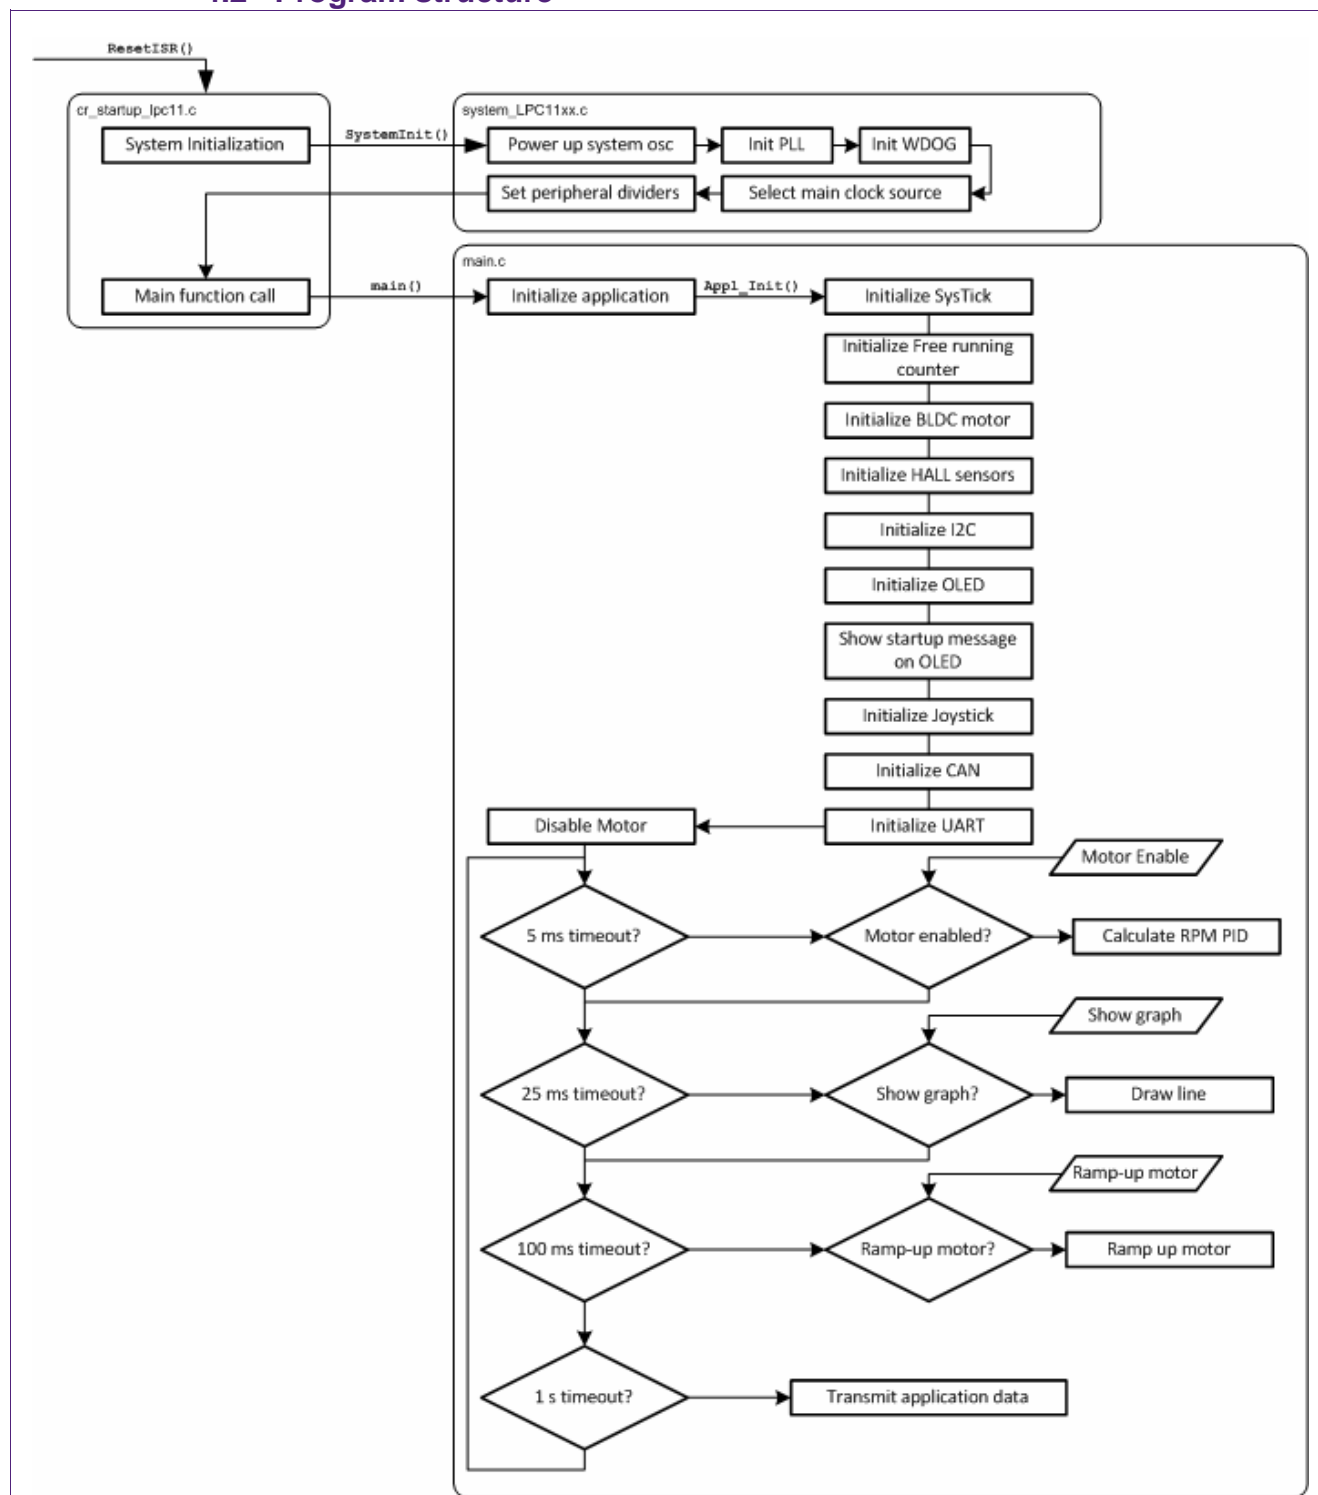 ResetISR()
cr_startup_lpc11.c
system_LPC11xx.c
System Initialization
SystemInit()
Power up system osc
Init PLL
Init WDOG
Set peripheral dividers
Select main clock source
main.c
Main function call
main()
Initialize application
Appl_Init()
Initialize SysTick
Initialize Free running
counter
Initialize BLDC motor
Initialize HALL sensors
Initialize I2C
Initialize OLED
Show startup message
on OLED
Initialize Joystick
Initialize CAN
Disable Motor
Initialize UART
Motor Enable
5 ms timeout?
Motor enabled?
Calculate RPM PID
Show graph
25 ms timeout?
Show graph?
Draw line
Ramp-up motor
100 ms timeout?
Ramp-up motor?
Ramp up motor
1 s timeout?
Transmit application data